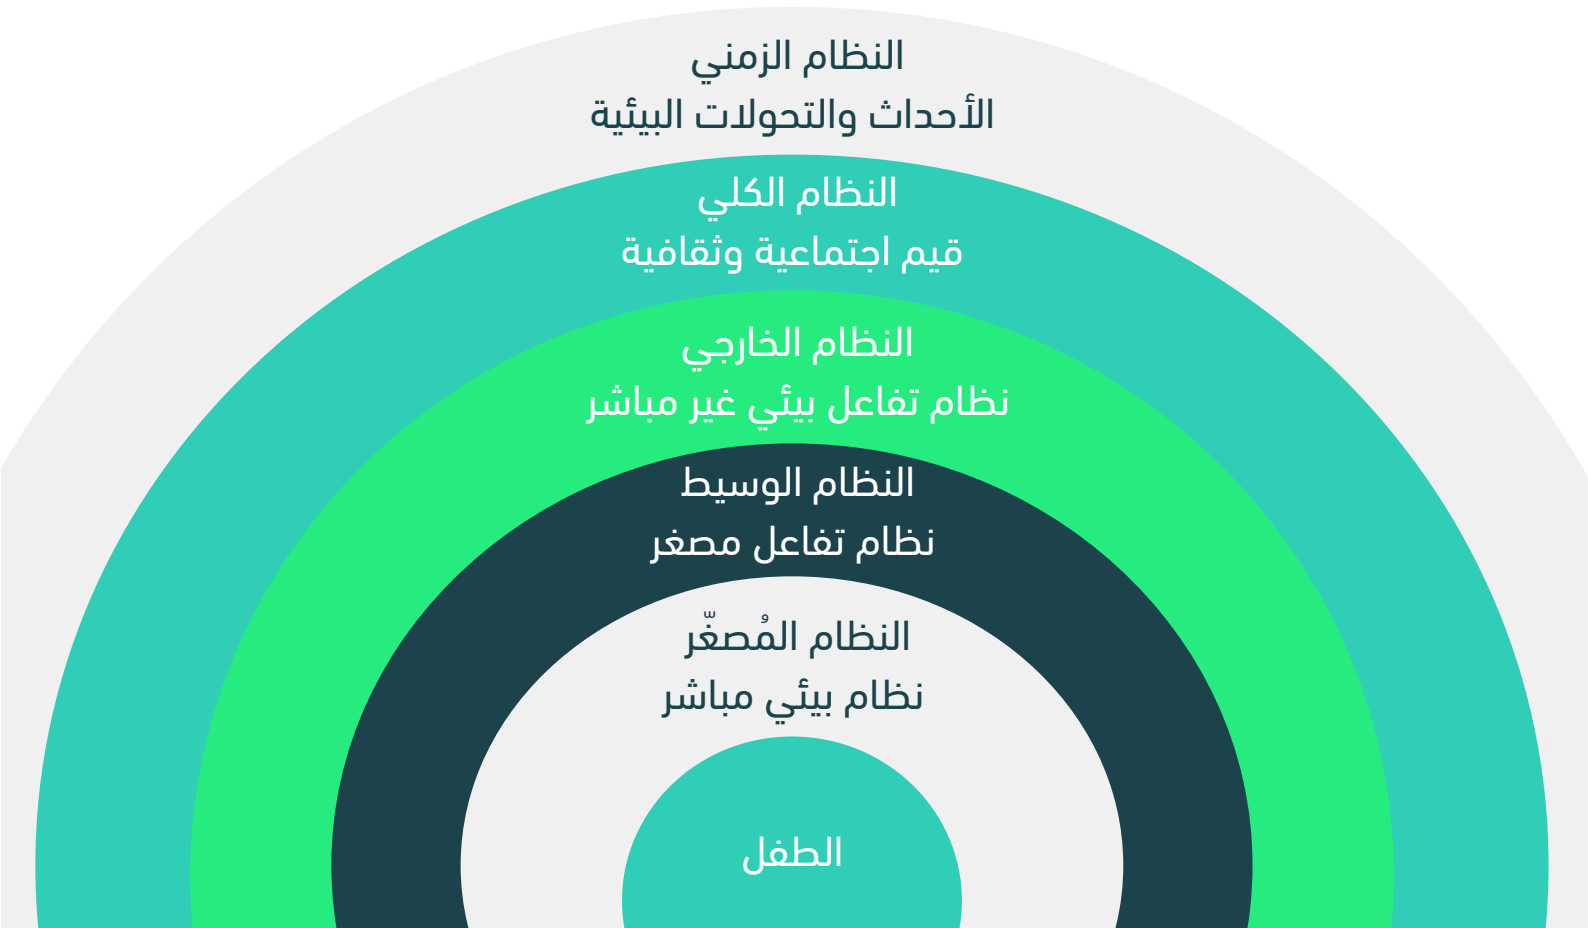 النظام الزمني
الأحداث والتحولات البيئية
النظام الكلي
قيم اجتماعية وثقافية
النظام الخارجي
نظام تفاعل بيئي غير مباشر
النظام الوسيط
نظام تفاعل مصغر
النظام المُصغّر
نظام بيئي مباشر
الطفل